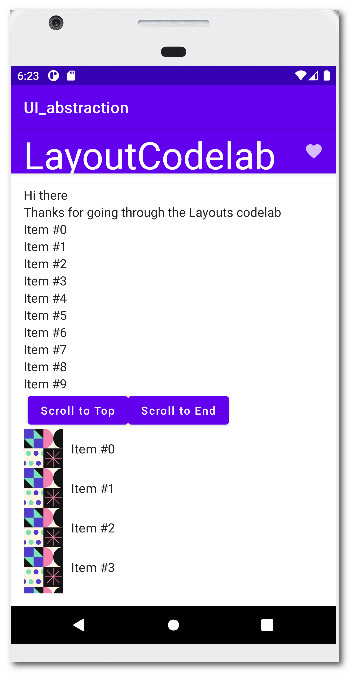 6:23
UI_abstraction
LayoutCodelab
Hi there
Thanks for going through the Layouts codelab
Item #0
Item #1
Item #2
Item #3
Item #4
Item #5
Item #6
Item #7
Item #8
Item #9
Scroll to Top Scroll to End
Item #0
Item #1
Item #2
Item #3